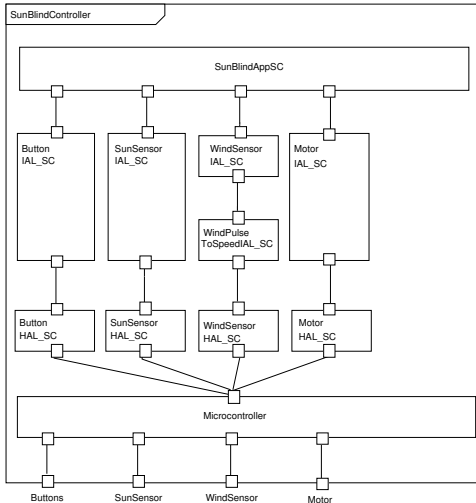 SunBlindController
SunBlindAppSC
Button
IAL_SC
SunSensor
IAL_SC
WindSensor
IAL_SC
Motor
IAL_SC
WindPulse
ToSpeedIAL_SC
Button
HAL_SC
SunSensor
HAL_SC
WindSensor
HAL_SC
Motor
HAL_SC
Microcontroller
Buttons
SunSensor
WindSensor
Motor